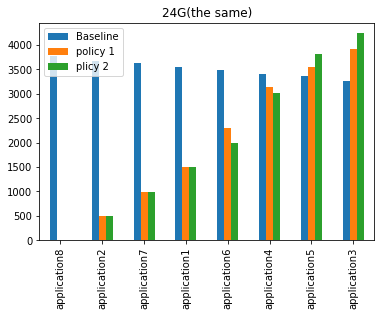 24G(the same)
Baseline
policy 1
plicy 2
4000
3500
3000
2500
2000
1500
1000
500
0
application8
application2
application7
application1
application6
application4
application5
application3